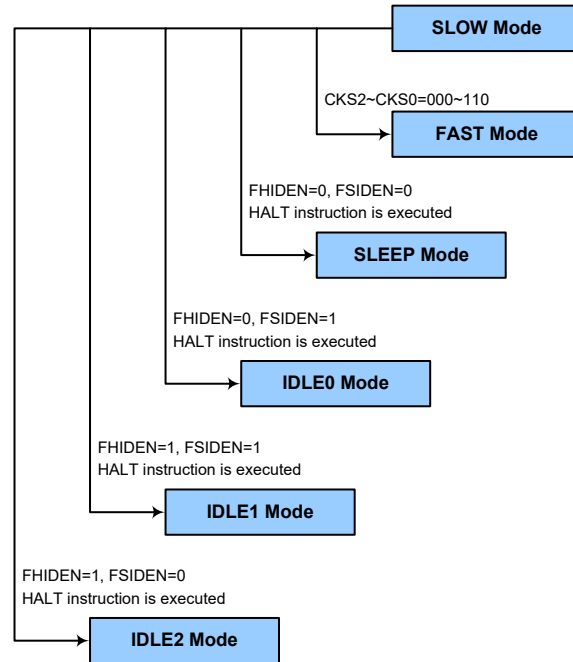 SLOW Mode
CKS2~CKS0=000~110
FAST Mode
FHIDEN=0, FSIDEN=0
HALT instruction is executed
SLEEP Mode
FHIDEN=0, FSIDEN=1
HALT instruction is executed
IDLE0 Mode
FHIDEN=1, FSIDEN=1
HALT instruction is executed
IDLE1 Mode
FHIDEN=1, FSIDEN=0
HALT instruction is executed
IDLE2 Mode